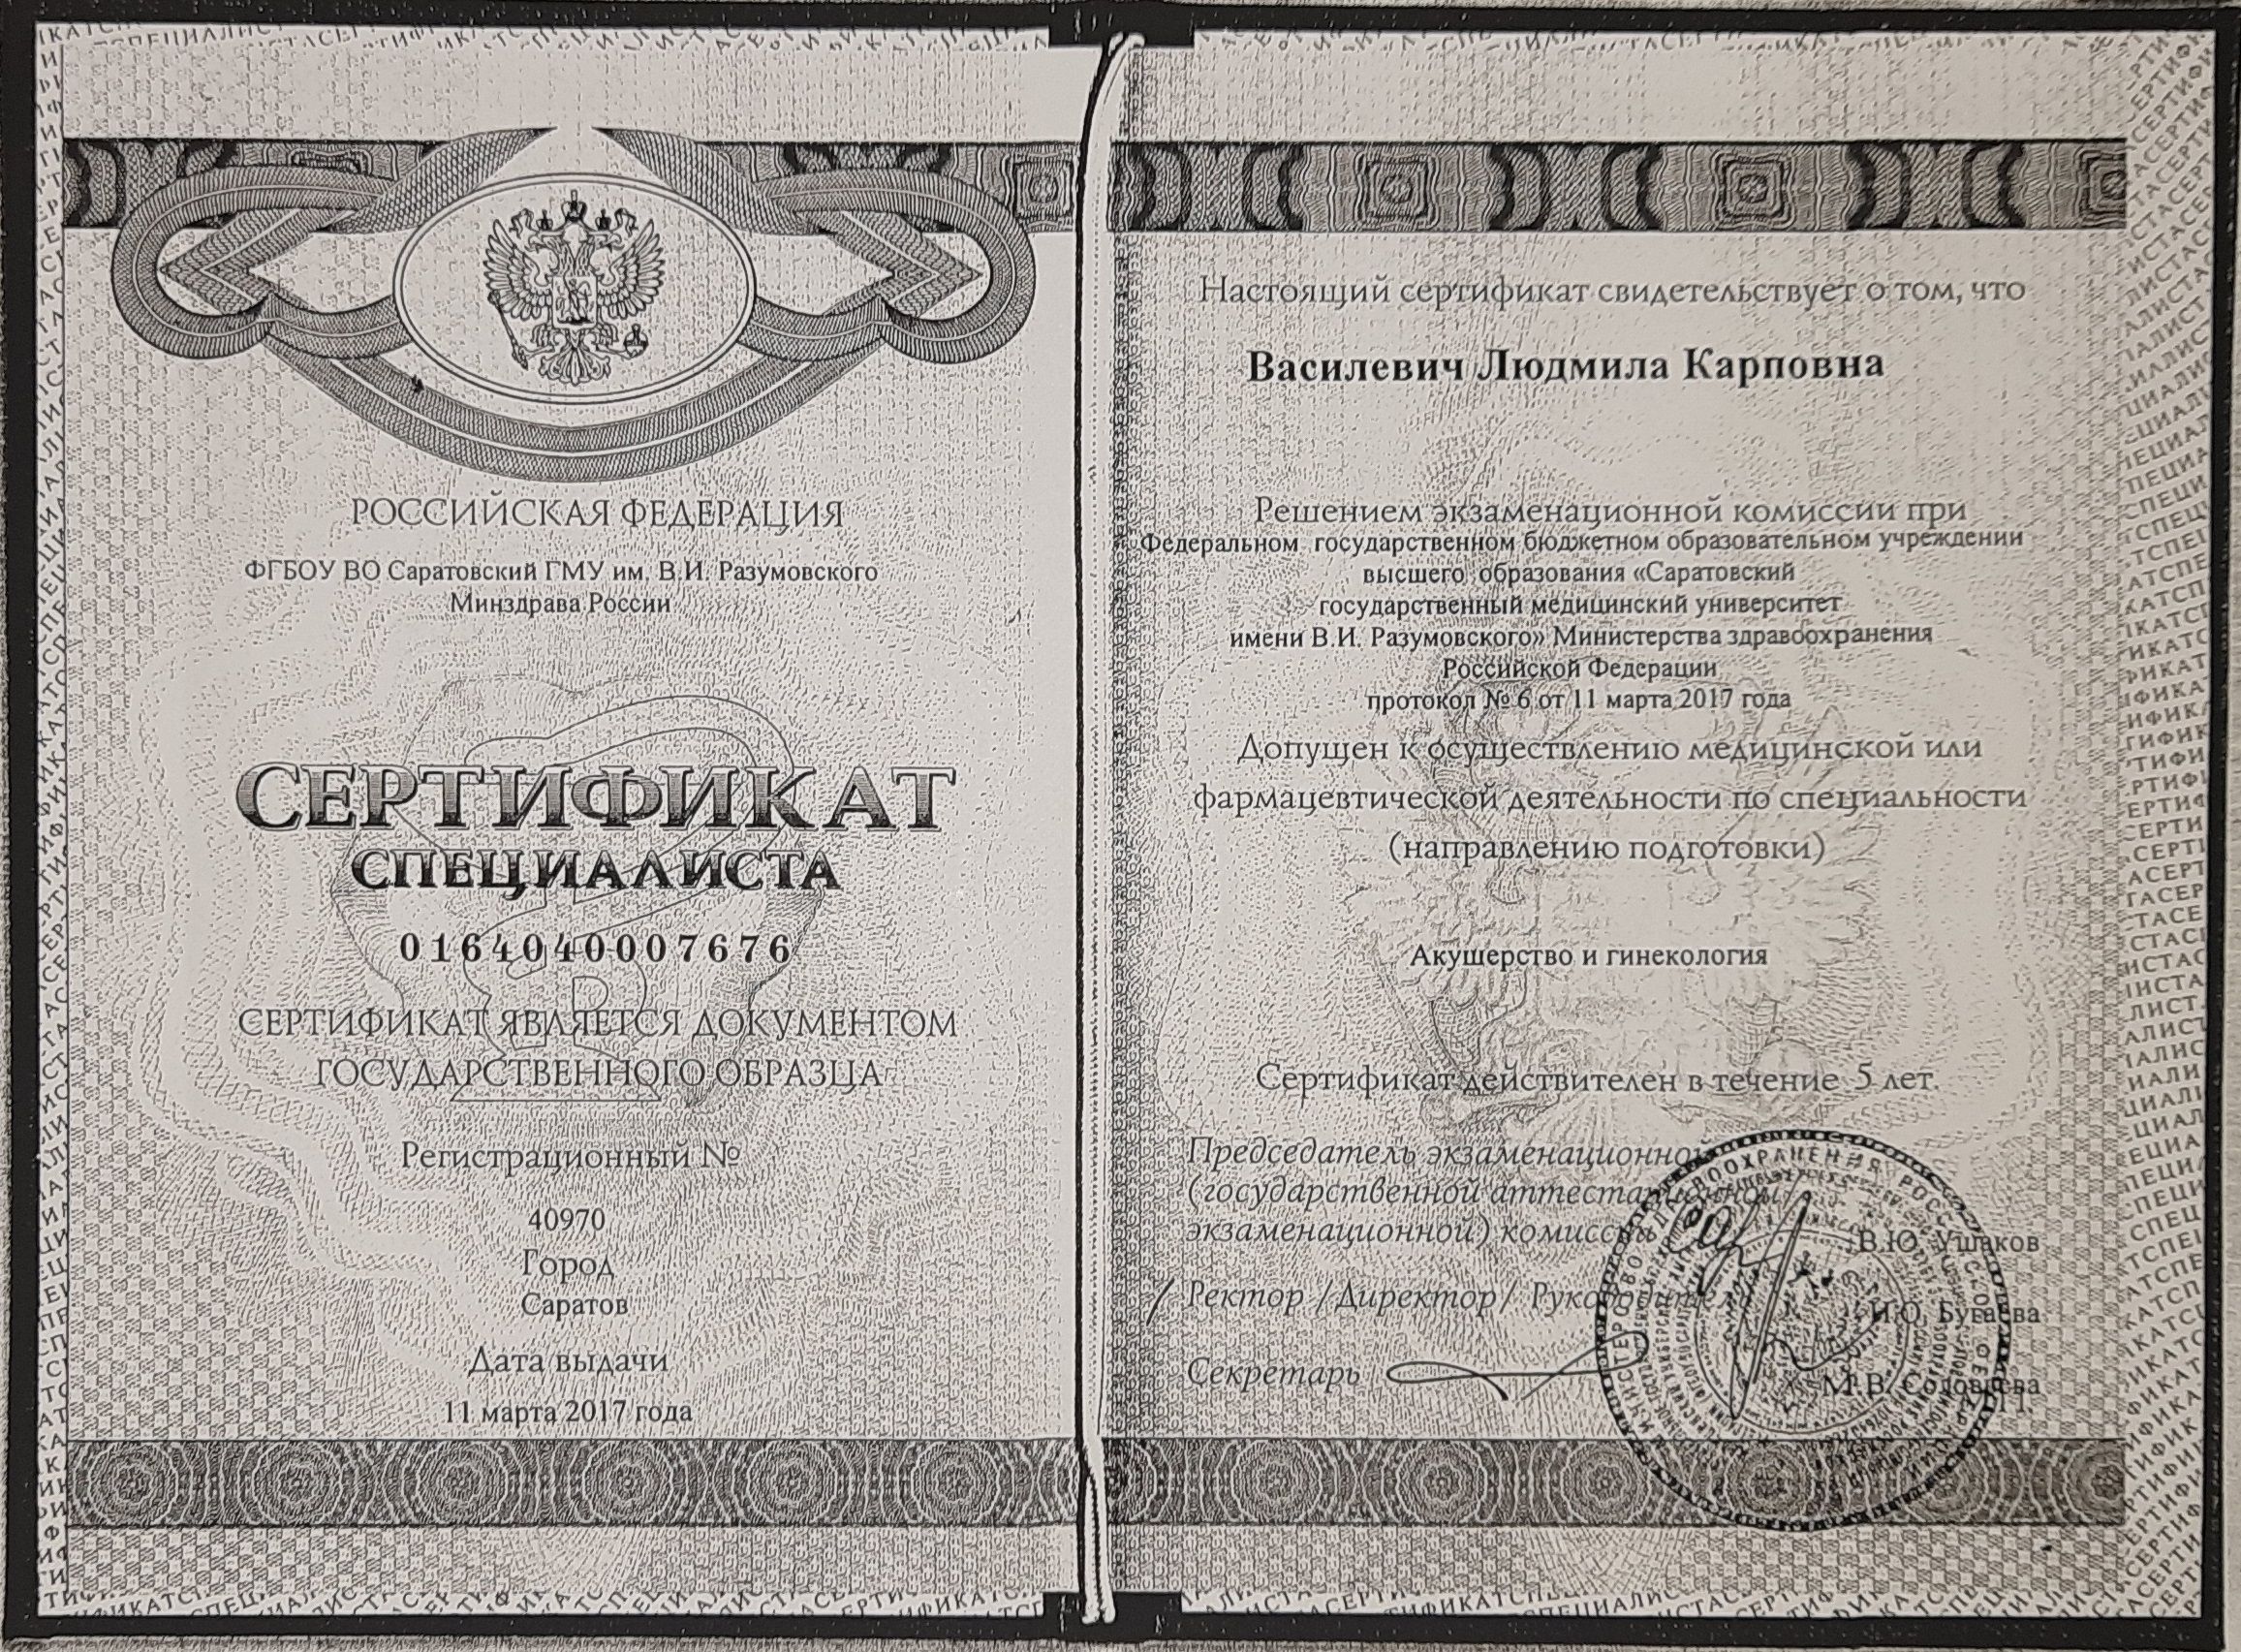 РОССИЙСКАЯ ФЕДЕРАЦИЯ
ФГБОУ ВО Саратовский ГМУ им. В.И. Разумовского
Минздрава России
СЕРТИФИКАТ
СПЕЦИАЛИСТА
0164040007676
СЕРТИФИКАТ ЯВЛЯЕТСЯ ДОКУМЕНТОМ
ГОСУДАРСТВЕННОГО ОБРАЗЦА
Регистрационный №
40970
Город
Саратов
Дата выдачи
11 марта 2017 года
Настоящий сертификат свидетельствует о том, что
Василевич Людмила Карповна
Решением экзаменационной комиссии при
Федеральном государственном бюджетном образовательном учреждении
высшего образования «Саратовский
государственный медицинский университет
имени В.И. Разумовского» Министерства здравоохранения
Российской Федерации
протокол № 6 от 11 марта 2017 года
Допущен к осуществлению медицинской или
фармацевтической деятельности по специальности
(направлению подготовки)
Акушерство и гинекология
Сертификат действителен в течение 5 лет.
Председатель экзаменационной
(государственной аттестационной
экзаменационной) комиссии
В.Ю. Ушаков
Ректор /Директор/
И.О. Бугаева
Секретарь
М.В.